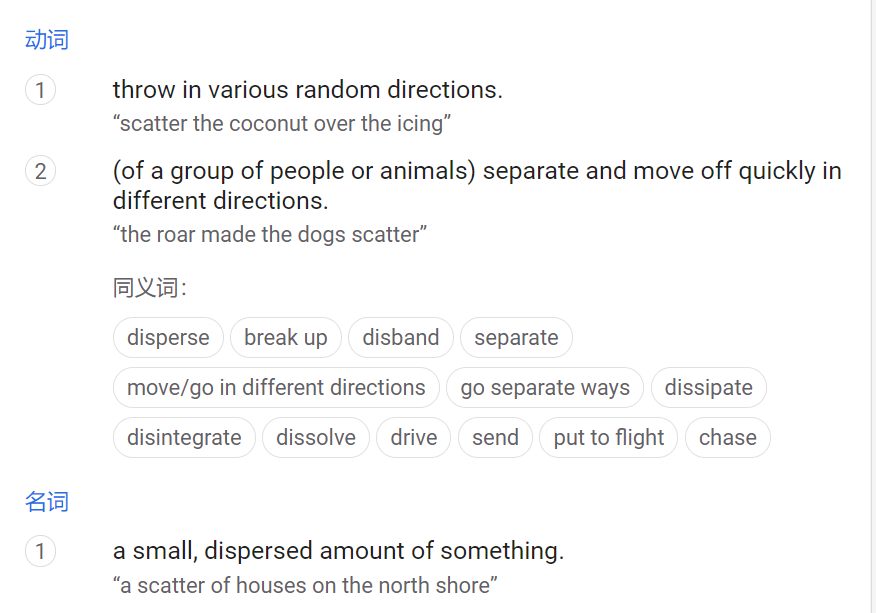 动词
1
throw in various random directions.
“scatter the coconut over the icing”
2
(of a group of people or animals) separate and move off quickly in
different directions.
“the roar made the dogs scatter”
同义词：
disperse break up disband separate
move/go in different directions go separate ways dissipate
disintegrate dissolve drive send put to flight chase
名词
1
a small, dispersed amount of something.
“a scatter of houses on the north shore”